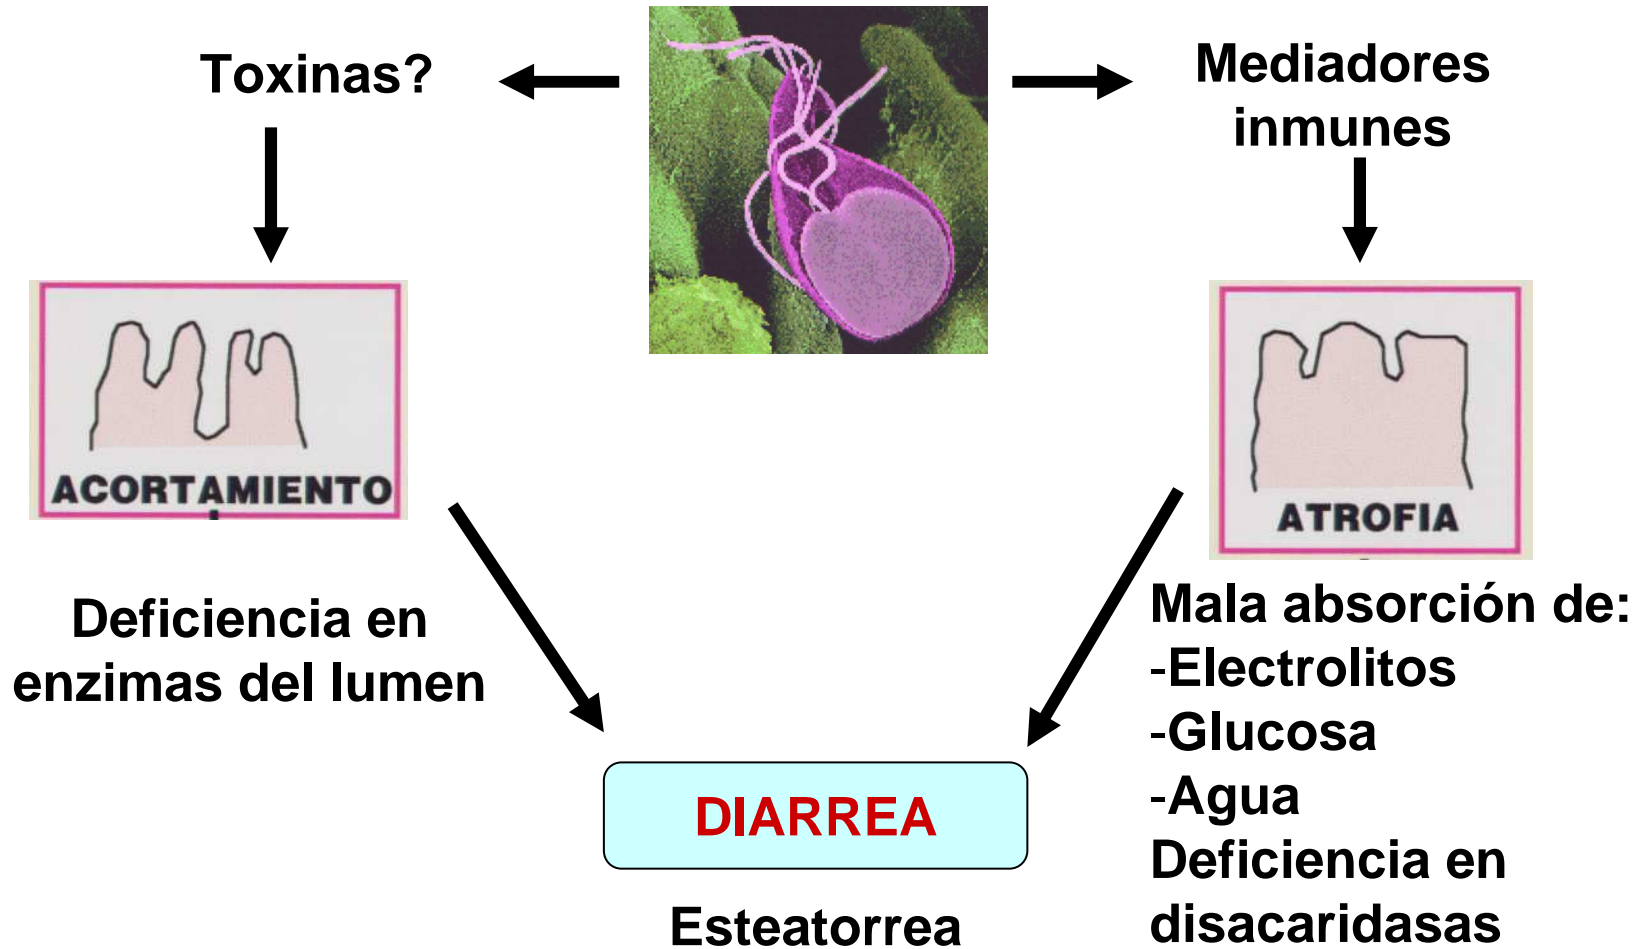 Toxinas?
Mediadores
inmunes
ACORTAMIENTO
ATROFIA
Deficiencia en
enzimas del lumen
Mala absorción de:
-Electrolitos
-Glucosa
-Agua
Deficiencia en
disacaridasas
DIARREA
Esteatorrea